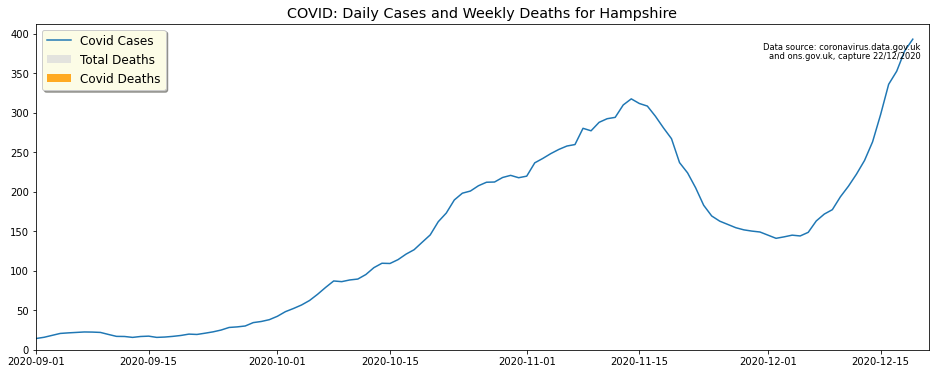 COVID: Daily Cases and Weekly Deaths for Hampshire
Covid Cases
Total Deaths
Covid Deaths
Data source: coronavirus.data.gov.uk
and ons.gov.uk, capture 22/12/2020
400
350
300
250
200
150
100
50
0
2020-09-01 2020-09-15 2020-10-01 2020-10-15 2020-11-01 2020-11-15 2020-12-01 2020-12-15